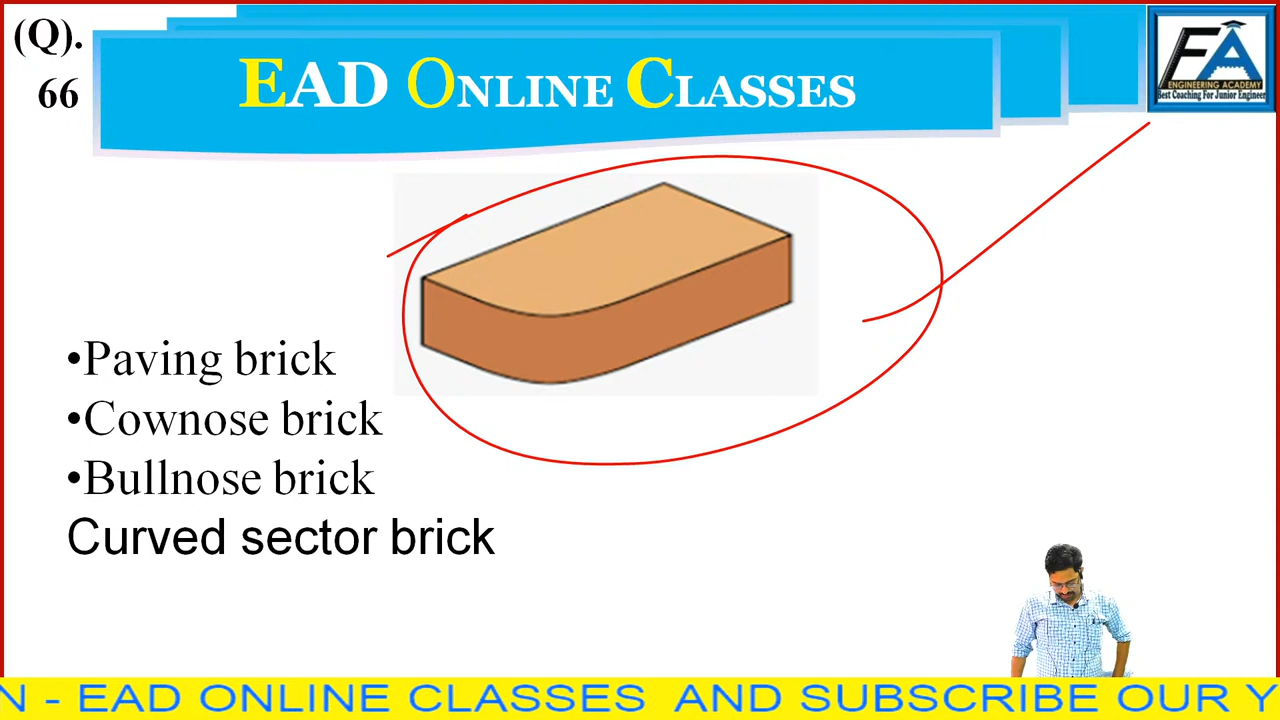 (Q).
66
EAD ONLINE CLASSES
FA
ENGINEERING ACADEMY
Best Coaching For Junior Engineer
•Paving brick
•Cownose brick
•Bullnose brick
Curved sector brick
N - EAD ONLINE CLASSES AND SUBSCRIBE OUR Y